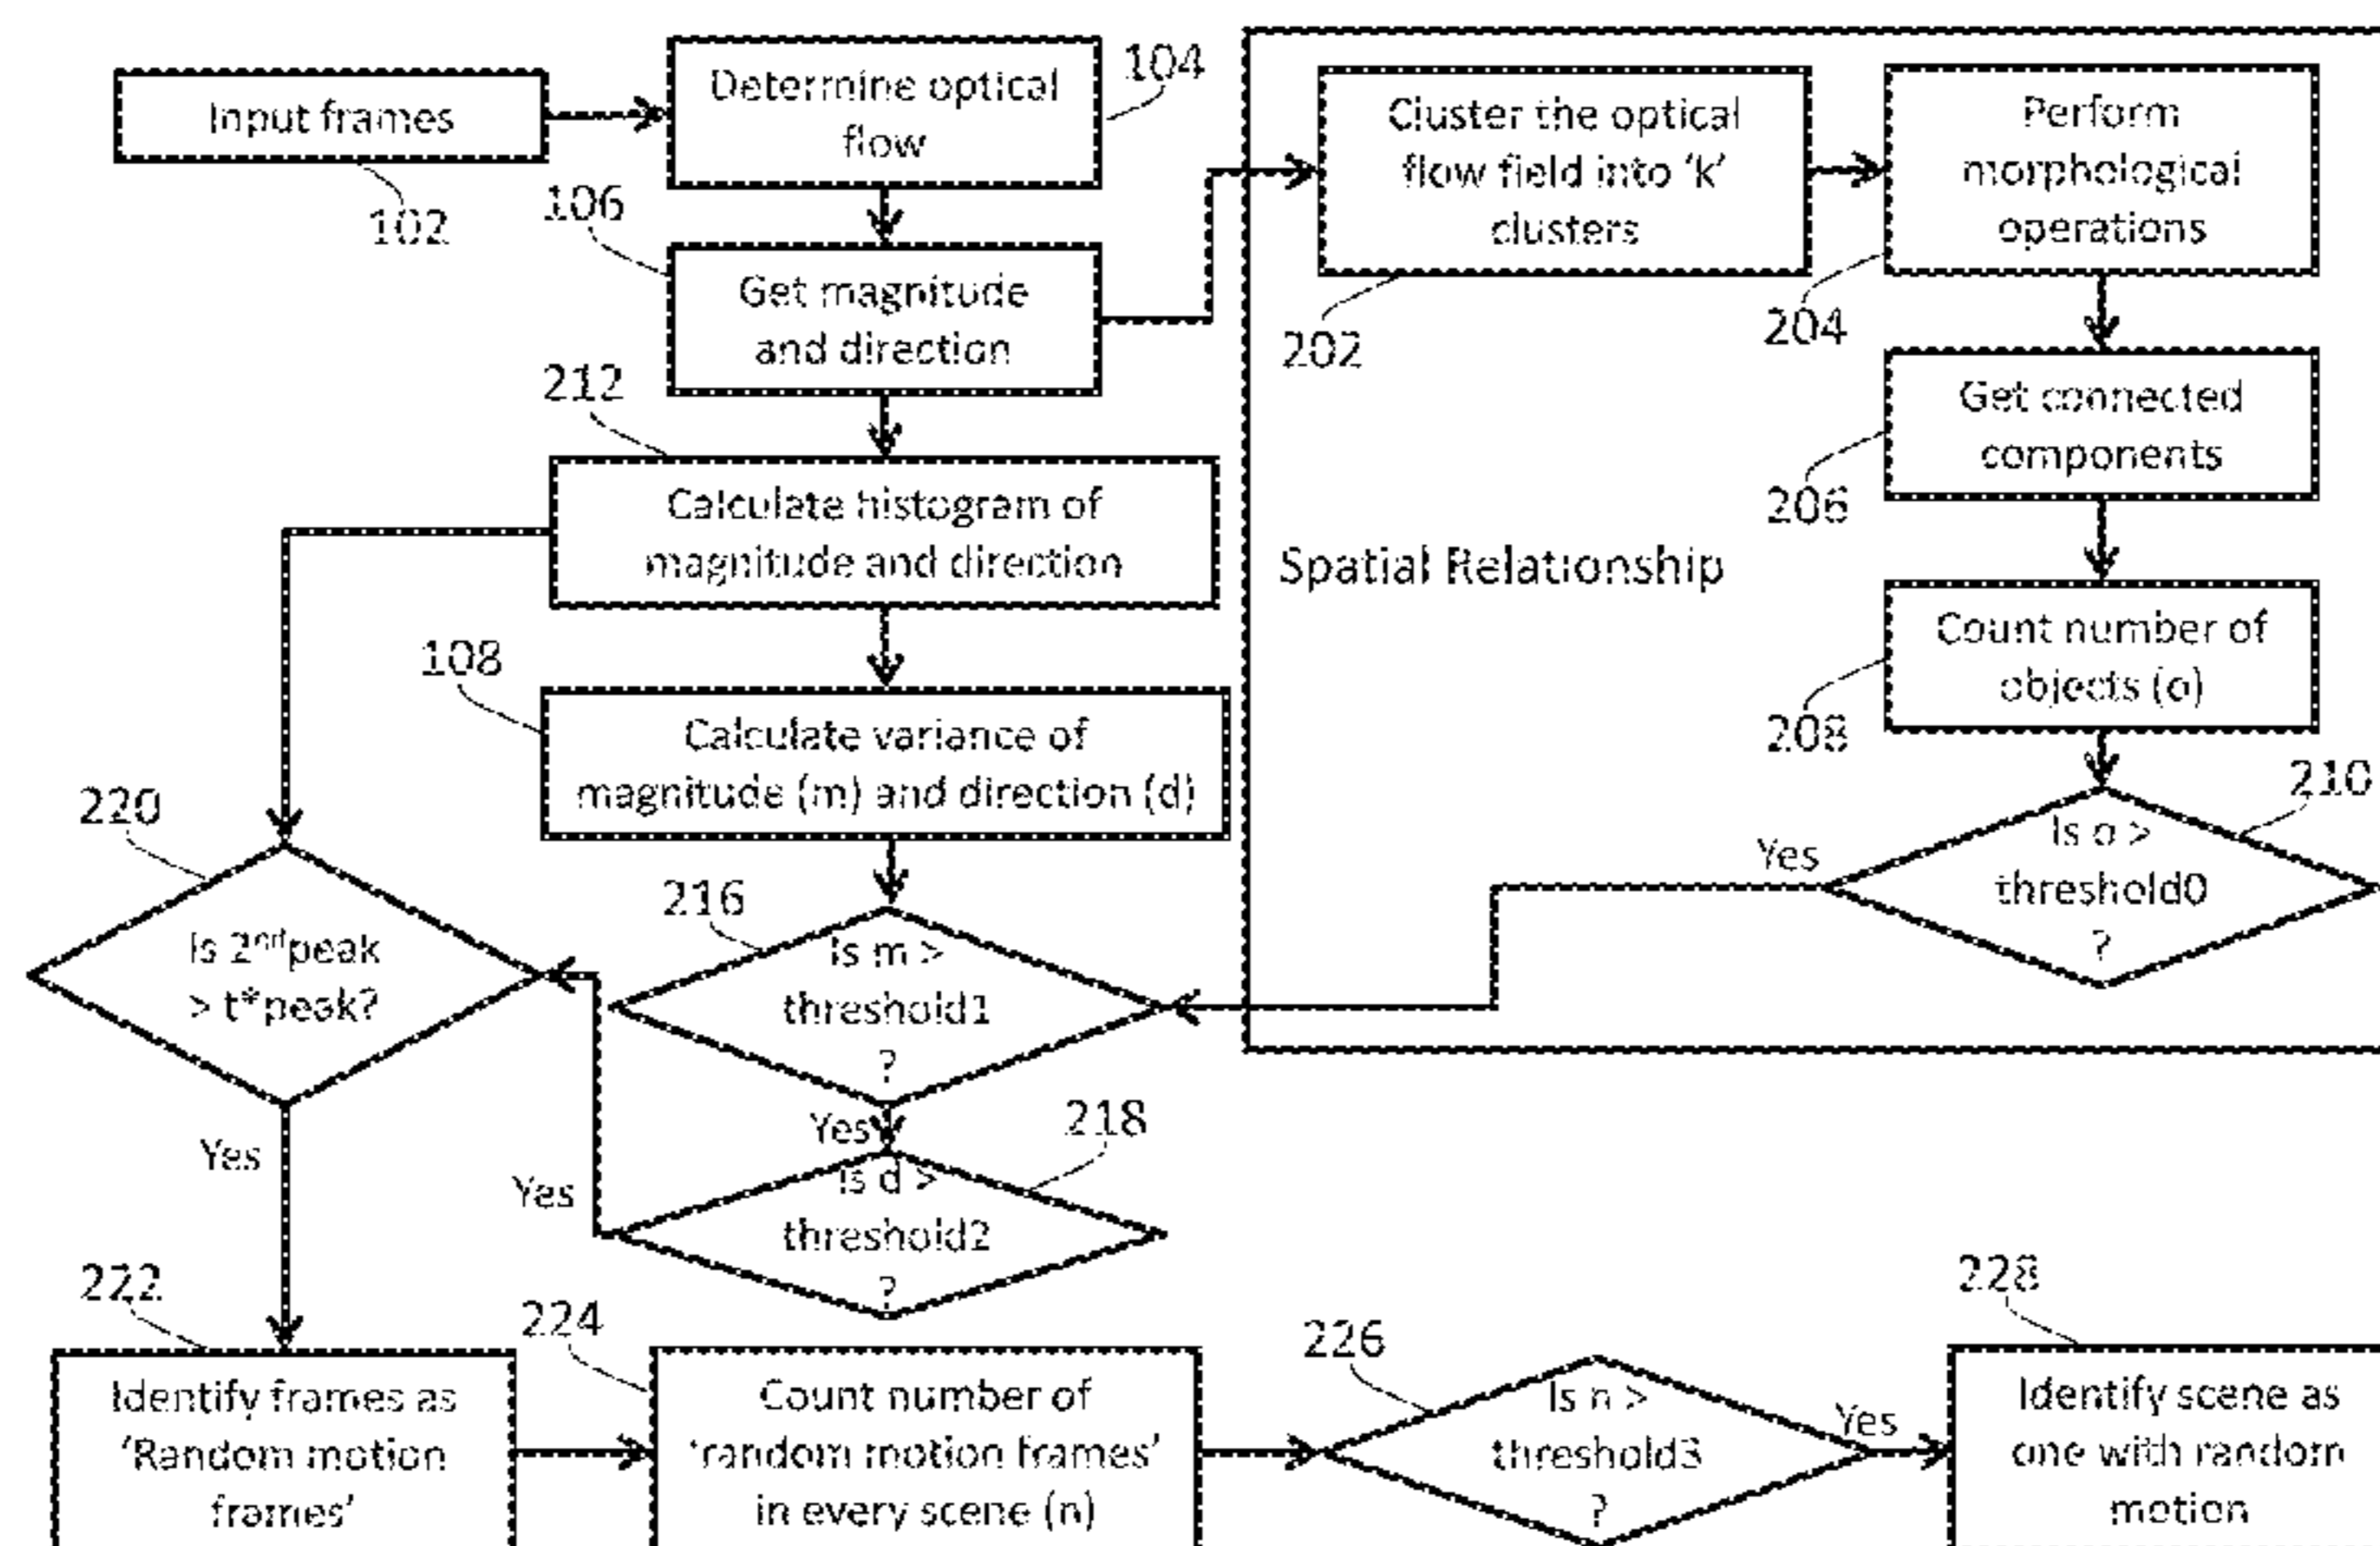 Input frames
102
Determine optical
flow
104
106
Get magnitude
and direction
212
Calculate histogram of
magnitude and direction
108
Calculate variance of
magnitude (m) and direction (d)
Cluster the optical
flow field into ‘k’
clusters
202
Perform
morphological
operations
204
Get connected
components
206
Spatial Relationship
Count number of
objects (o)
208
210
Is o >
threshold0
?
Yes
220
Is 2ndpeak
> t*peak?
Yes
216
Is m >
threshold1
?
Yes
218
Is d >
threshold2
?
Yes
222
Identify frames as
‘Random motion
frames’
224
Count number of
‘random motion frames’
in every scene (n)
226
Is n >
threshold3
?
Yes
228
Identify scene as
one with random
motion